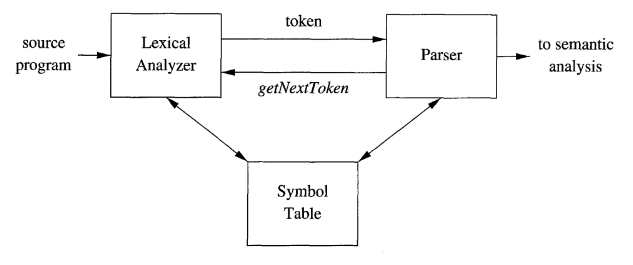 token
source
program
Lexical
Analyzer
Parser
to semantic
analysis
getNextToken
Symbol
Table